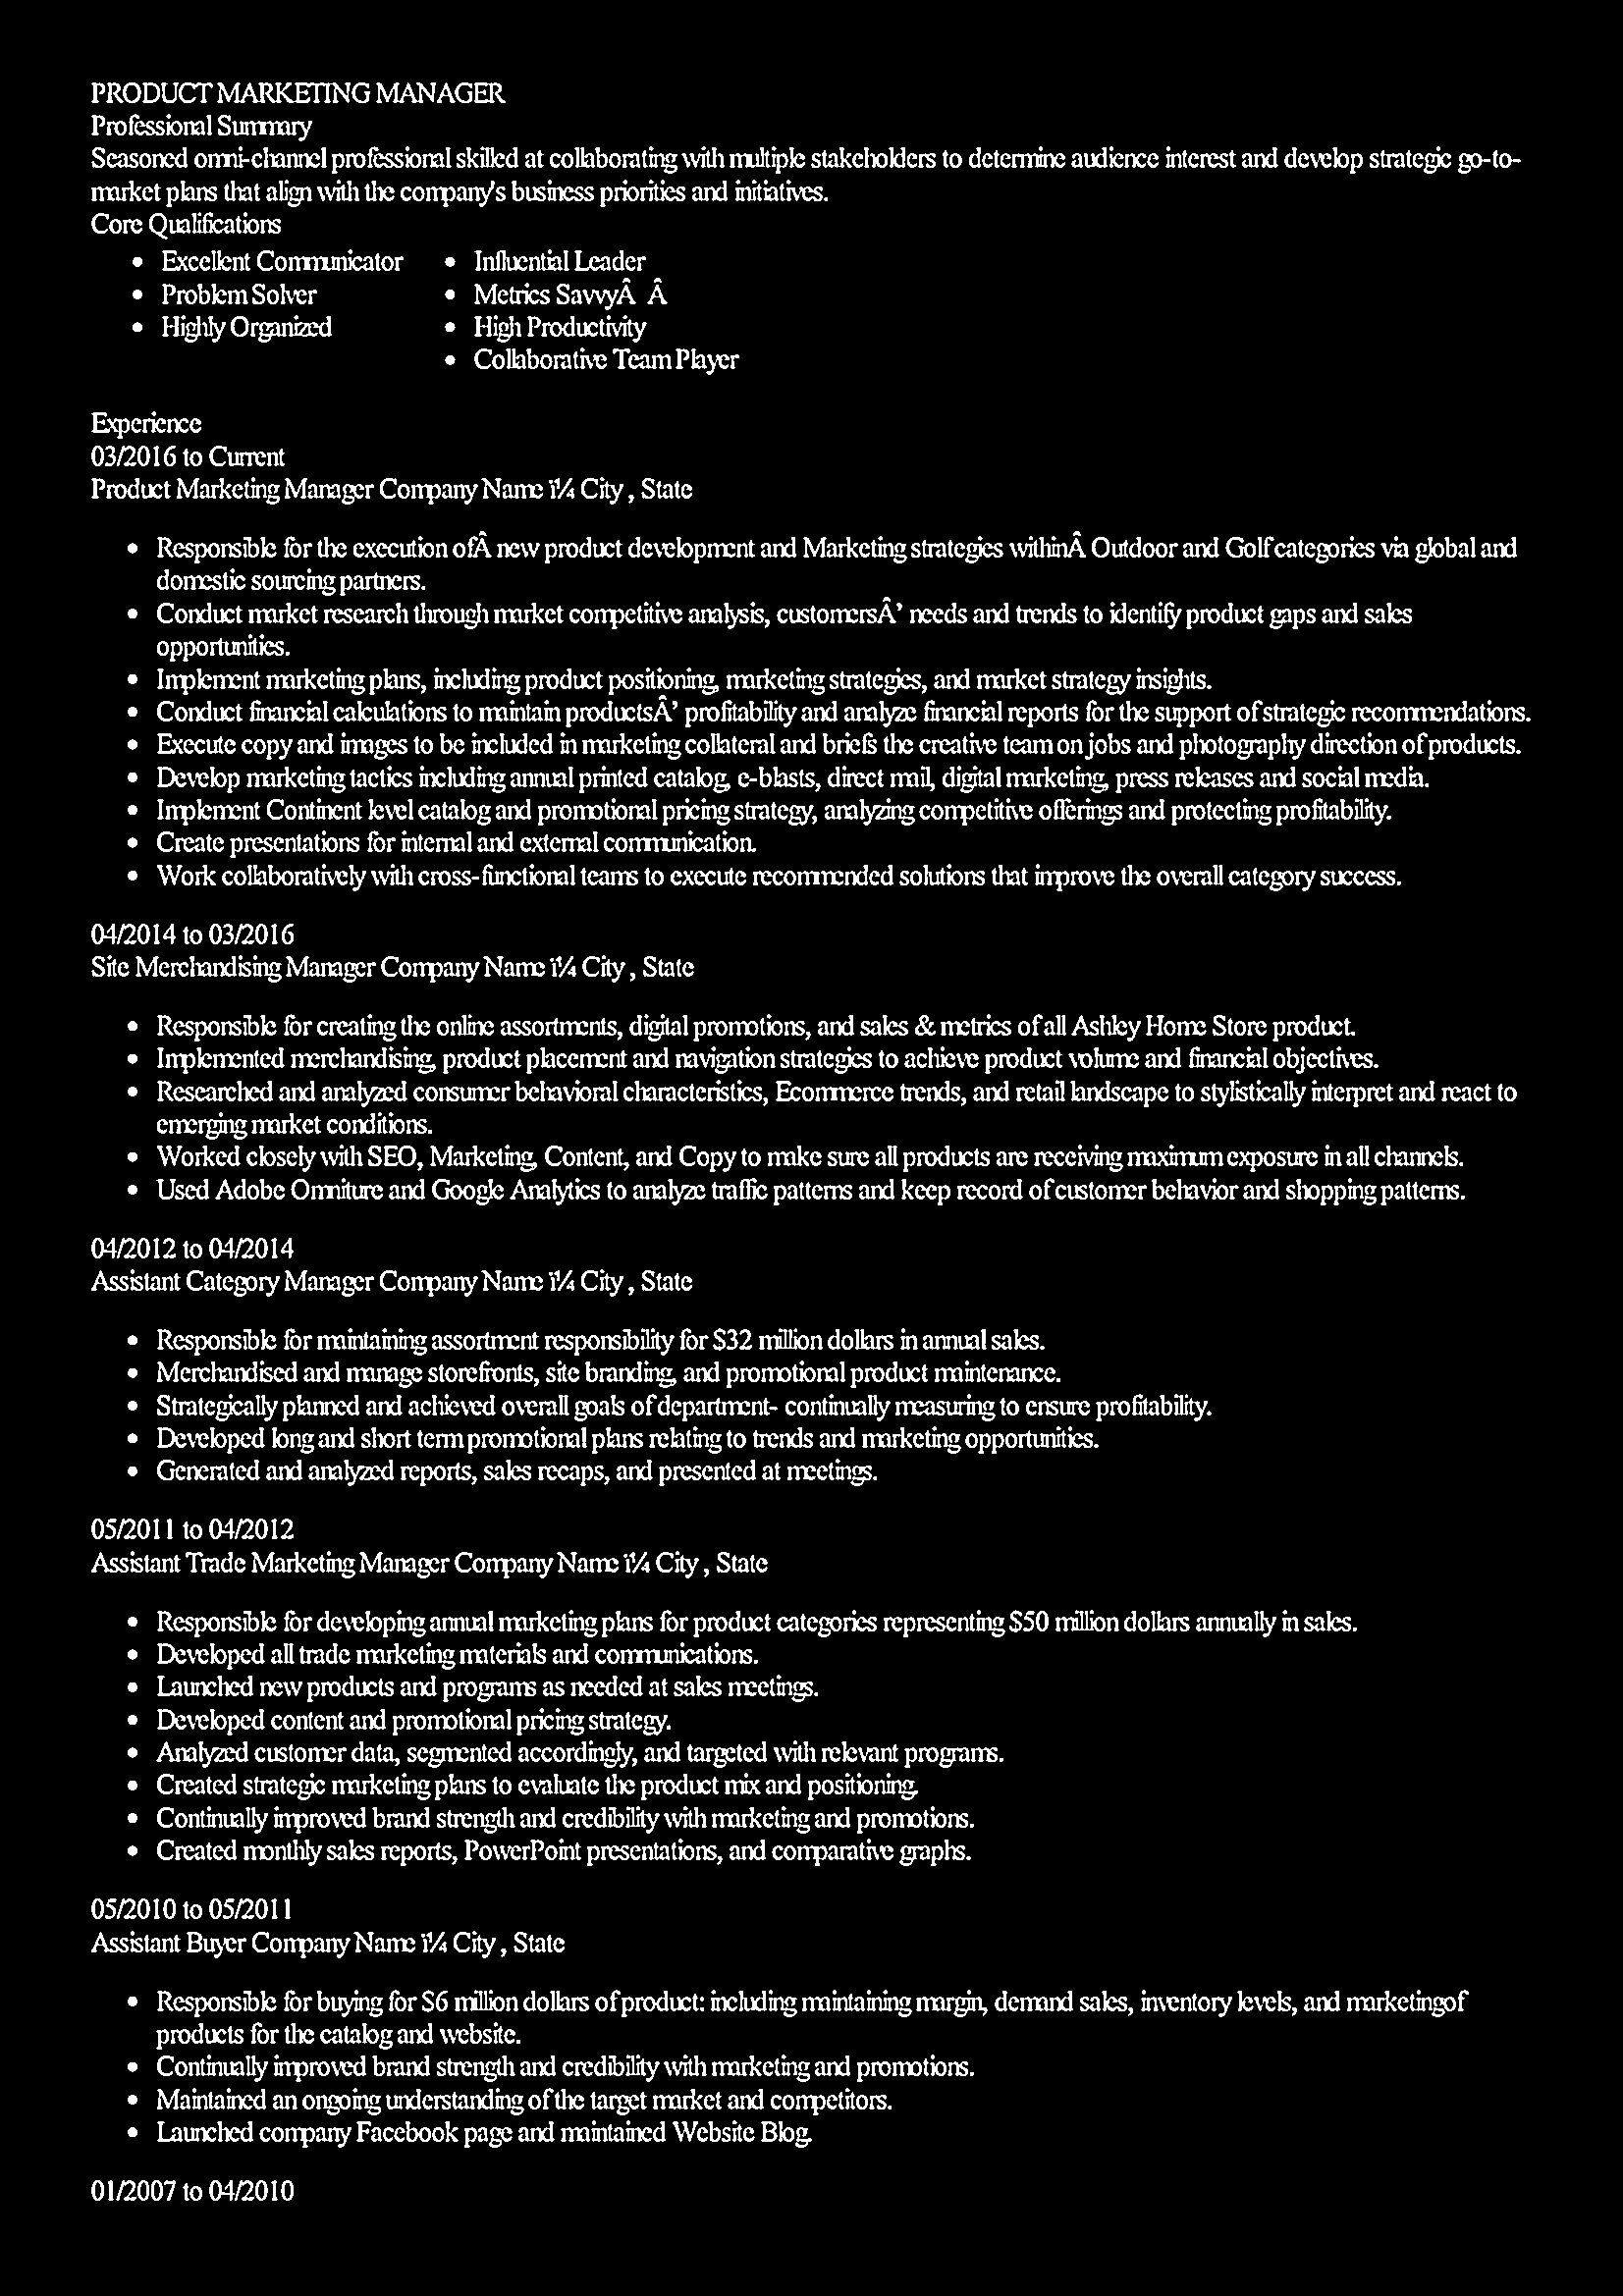 PRODUCT MARKETING MANAGER
Professional Summary
Seasoned omni-channel professional skilled at collaborating with multiple stakeholders to determine audience interest and develop strategic go-to-
market plans that align with the company's business priorities and initiatives.
Core Qualifications
• Excellent Communicator
• Problem Solver
• Highly Organized
• Influential Leader
• Metrics SavvyÂ Â
• High Productivity
• Collaborative Team Player
Experience
03/2016 to Current
Product Marketing Manager Company Name ï¼ City , State
• Responsible for the execution ofÂ new product development and Marketing strategies withinÂ Outdoor and Golf categories via global and
domestic sourcing partners.
• Conduct market research through market competitive analysis, customersÂ’ needs and trends to identify product gaps and sales
opportunities.
• Implement marketing plans, including product positioning, marketing strategies, and market strategy insights.
• Conduct financial calculations to maintain productsÂ’ profitability and analyze financial reports for the support of strategic recommendations.
• Execute copy and images to be included in marketing collateral and briefs the creative team on jobs and photography direction of products.
• Develop marketing tactics including annual printed catalog, e-blasts, direct mail, digital marketing, press releases and social media.
• Implement Continent level catalog and promotional pricing strategy, analyzing competitive offerings and protecting profitability.
• Create presentations for internal and external communication.
• Work collaboratively with cross-functional teams to execute recommended solutions that improve the overall category success.
04/2014 to 03/2016
Site Merchandising Manager Company Name ï¼ City , State
• Responsible for creating the online assortments, digital promotions, and sales & metrics of all Ashley Home Store product.
• Implemented merchandising, product placement and navigation strategies to achieve product volume and financial objectives.
• Researched and analyzed consumer behavioral characteristics, Ecommerce trends, and retail landscape to stylistically interpret and react to
emerging market conditions.
• Worked closely with SEO, Marketing, Content, and Copy to make sure all products are receiving maximum exposure in all channels.
• Used Adobe Omniture and Google Analytics to analyze traffic patterns and keep record of customer behavior and shopping patterns.
04/2012 to 04/2014
Assistant Category Manager Company Name ï¼ City , State
• Responsible for maintaining assortment responsibility for $32 million dollars in annual sales.
• Merchandised and manage storefronts, site branding, and promotional product maintenance.
• Strategically planned and achieved overall goals of department- continually measuring to ensure profitability.
• Developed long and short term promotional plans relating to trends and marketing opportunities.
• Generated and analyzed reports, sales recaps, and presented at meetings.
05/2011 to 04/2012
Assistant Trade Marketing Manager Company Name ï¼ City , State
• Responsible for developing annual marketing plans for product categories representing $50 million dollars annually in sales.
• Developed all trade marketing materials and communications.
• Launched new products and programs as needed at sales meetings.
• Developed content and promotional pricing strategy.
• Analyzed customer data, segmented accordingly, and targeted with relevant programs.
• Created strategic marketing plans to evaluate the product mix and positioning.
• Continually improved brand strength and credibility with marketing and promotions.
• Created monthly sales reports, PowerPoint presentations, and comparative graphs.
05/2010 to 05/2011
Assistant Buyer Company Name ï¼ City , State
• Responsible for buying for $6 million dollars of product: including maintaining margin, demand sales, inventory levels, and marketingof
products for the catalog and website.
• Continually improved brand strength and credibility with marketing and promotions.
• Maintained an ongoing understanding of the target market and competitors.
• Launched company Facebook page and maintained Website Blog.
01/2007 to 04/2010